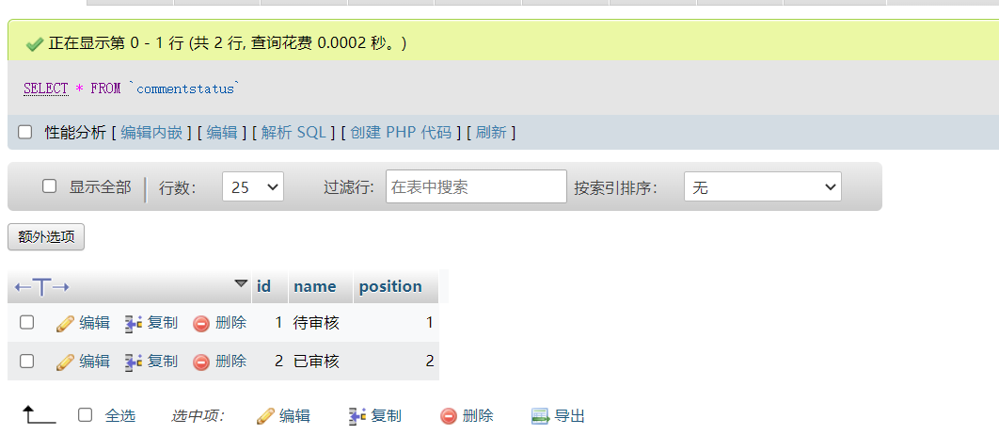 正在显示第 0 - 1 行 (共 2 行, 查询花费 0.0002 秒。)
SELECT * FROM `commentstatus`
性能分析 [ 编辑内嵌 ] [ 编辑 ] [ 解析 SQL ] [ 创建 PHP 代码 ] [ 刷新 ]
显示全部 行数： 25 过滤行: 在表中搜索 按索引排序： 无
额外选项
←T→ id name position
编辑 复制 删除 1 待审核 1
编辑 复制 删除 2 已审核 2
全选 选中项： 编辑 复制 删除 导出